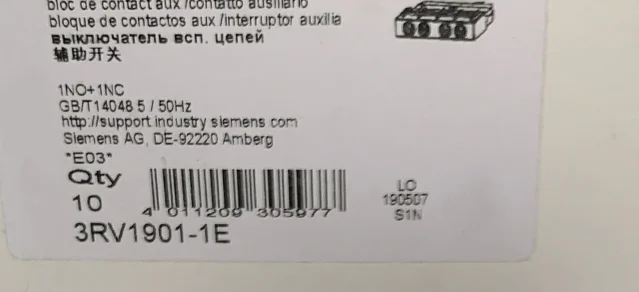 bloc de contact aux /contatto ausiliario
bloque de contactos aux /interruptor auxilia
выключатель всп. цепей
辅助开关
1NO+1NC
GB/T14048.5 / 50Hz
http://support.industry.siemens.com
Siemens AG, DE-92220 Amberg
"E03"
Qty
10
4 011209 305977
3RV1901-1E
LO
190507
S1N